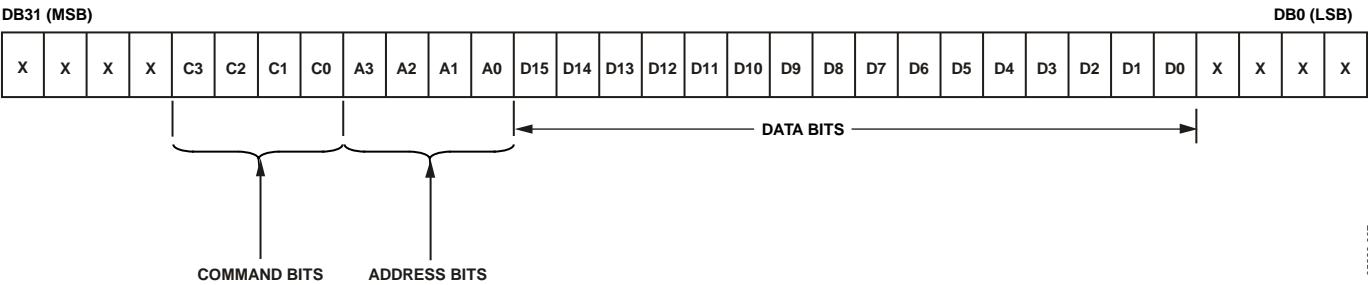 DB31 (MSB) DB0 (LSB)
X X X X C3 C2 C1 C0 A3 A2 A1 A0 D15 D14 D13 D12 D11 D10 D9 D8 D7 D6 D5 D4 D3 D2 D1 D0 X X X X
DATA BITS
COMMAND BITS ADDRESS BITS